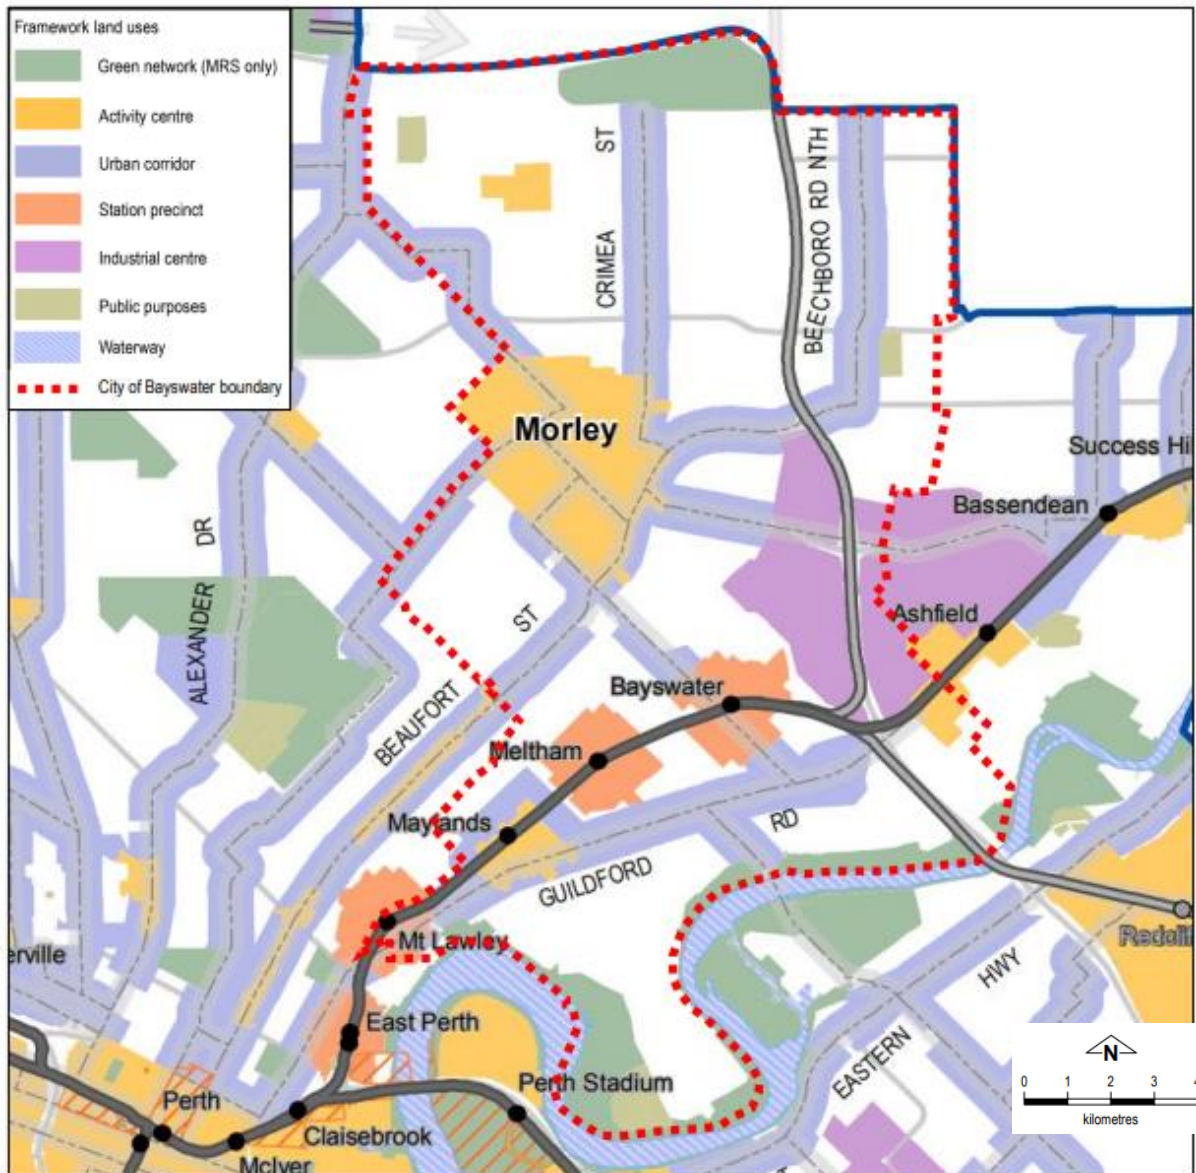 Framework land uses
Green network (MRS only)
Activity centre
Urban corridor
Station precinct
Industrial centre
Public purposes
Waterway
City of Bayswater boundary
CRIMEA ST
BEECHBORO RD NTH
Morley
Success Hi
Bassendean
ALEXANDER DR
Ashfield
BEAUFORT ST
Bayswater
Meltham
Maylands
GUILDFORD RD
Mt Lawley
erville
HWY
EASTERN
East Perth
Perth Stadium
Perth
Claisebrook
McIver
N
0 1 2 3 4
kilometres